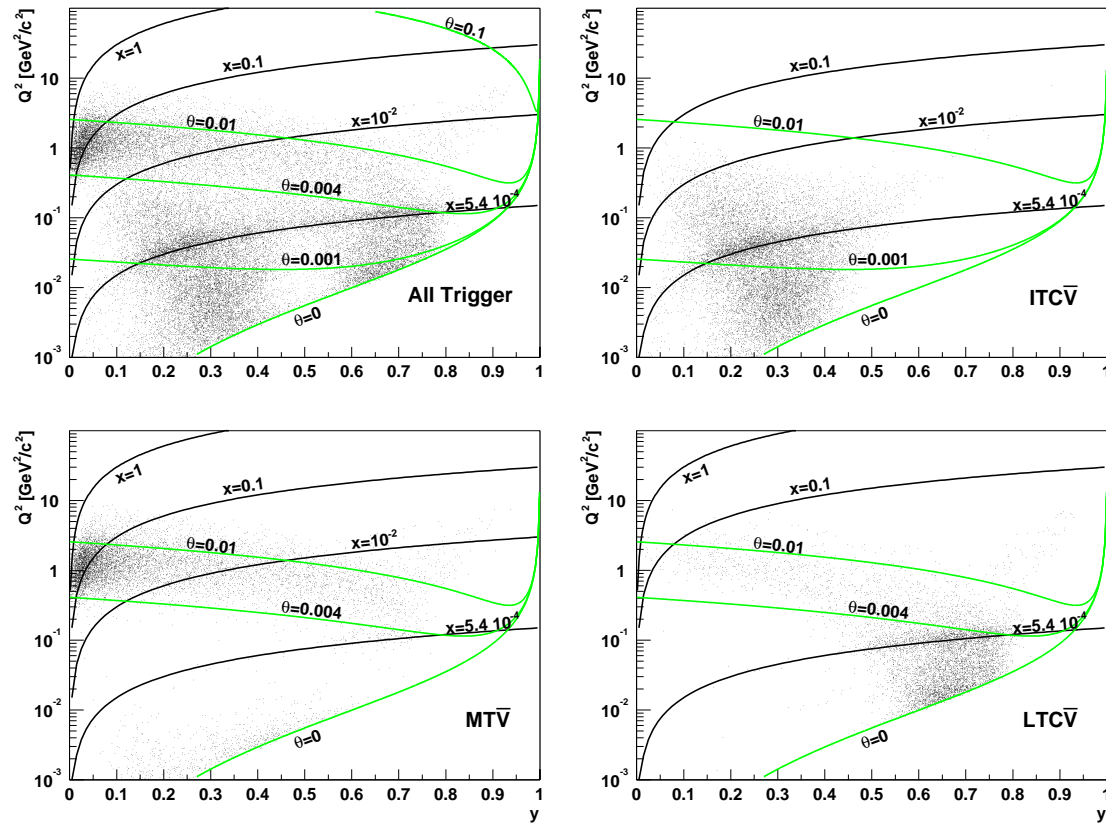 Q² [GeV²/c²]
10
1
10⁻¹
10⁻²
10⁻³
x=1
x=0.1
θ=0.1
θ=0.01
x=10⁻²
θ=0.004
x=5.4 10⁻⁴
θ=0.001
θ=0
All Trigger
0 0.1 0.2 0.3 0.4 0.5 0.6 0.7 0.8 0.9 1
y
Q² [GeV²/c²]
10
1
10⁻¹
10⁻²
10⁻³
x=0.1
θ=0.01
x=10⁻²
x=5.4 10⁻⁴
θ=0.001
θ=0
ITCV̅
0 0.1 0.2 0.3 0.4 0.5 0.6 0.7 0.8 0.9 1
y
Q² [GeV²/c²]
10
1
10⁻¹
10⁻²
10⁻³
x=1
x=0.1
θ=0.01
x=10⁻²
θ=0.004
x=5.4 10⁻⁴
θ=0
MTV̅
0 0.1 0.2 0.3 0.4 0.5 0.6 0.7 0.8 0.9 1
y
Q² [GeV²/c²]
10
1
10⁻¹
10⁻²
10⁻³
x=1
x=0.1
θ=0.01
x=10⁻²
θ=0.004
x=5.4 10⁻⁴
θ=0
LTCV̅
0 0.1 0.2 0.3 0.4 0.5 0.6 0.7 0.8 0.9 1
y